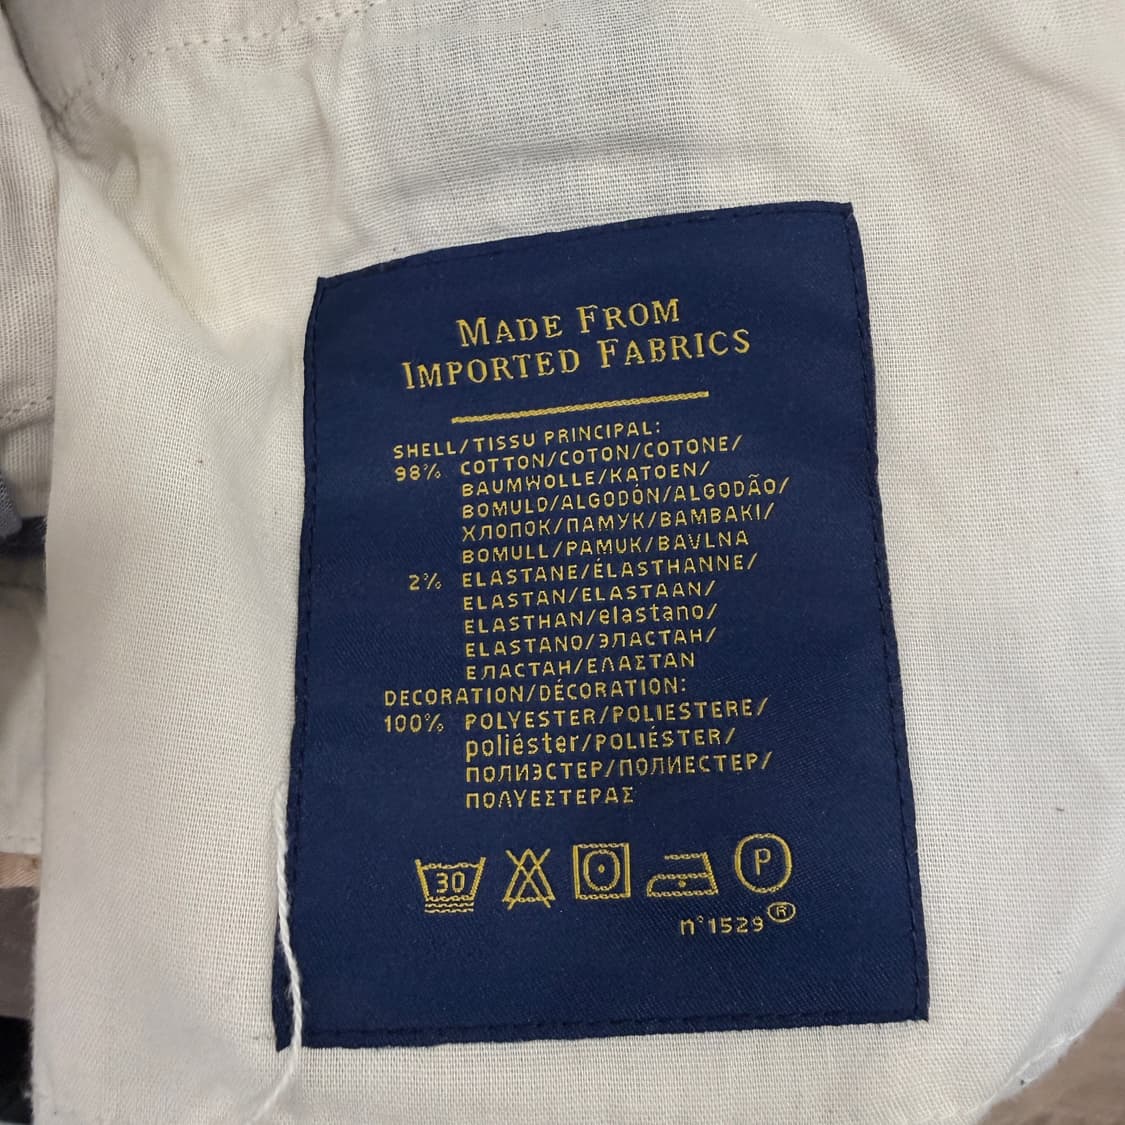 MADE FROM
IMPORTED FABRICS
SHELL/TISSU PRINCIPAL:
98% COTTON/COTON/COTONE/
BAUMWOLLE/KATOEN/
BOMULD/ALGODÓN/ALGODÃO/
ХЛОПОК/ПАМУК/ΒΑΜΒΑΚΙ/
BOMULL/PAMUK/BAVLNA
2% ELASTANE/ÉLASTHANNE/
ELASTAN/ELASTAAN/
ELASTHAN/elastano/
ELASTANO/ЭЛАСТАН/
ЕЛАСТАН/ΕΛΑΣΤΑΝ
DECORATION/DÉCORATION:
100% POLYESTER/POLIESTERE/
poliéster/POLIÉSTER/
ПОЛИЭСТЕР/ПОЛИЕСТЕР/
ΠΟΛΥΕΣΤΕΡΑΣ
30 P
n°1529®